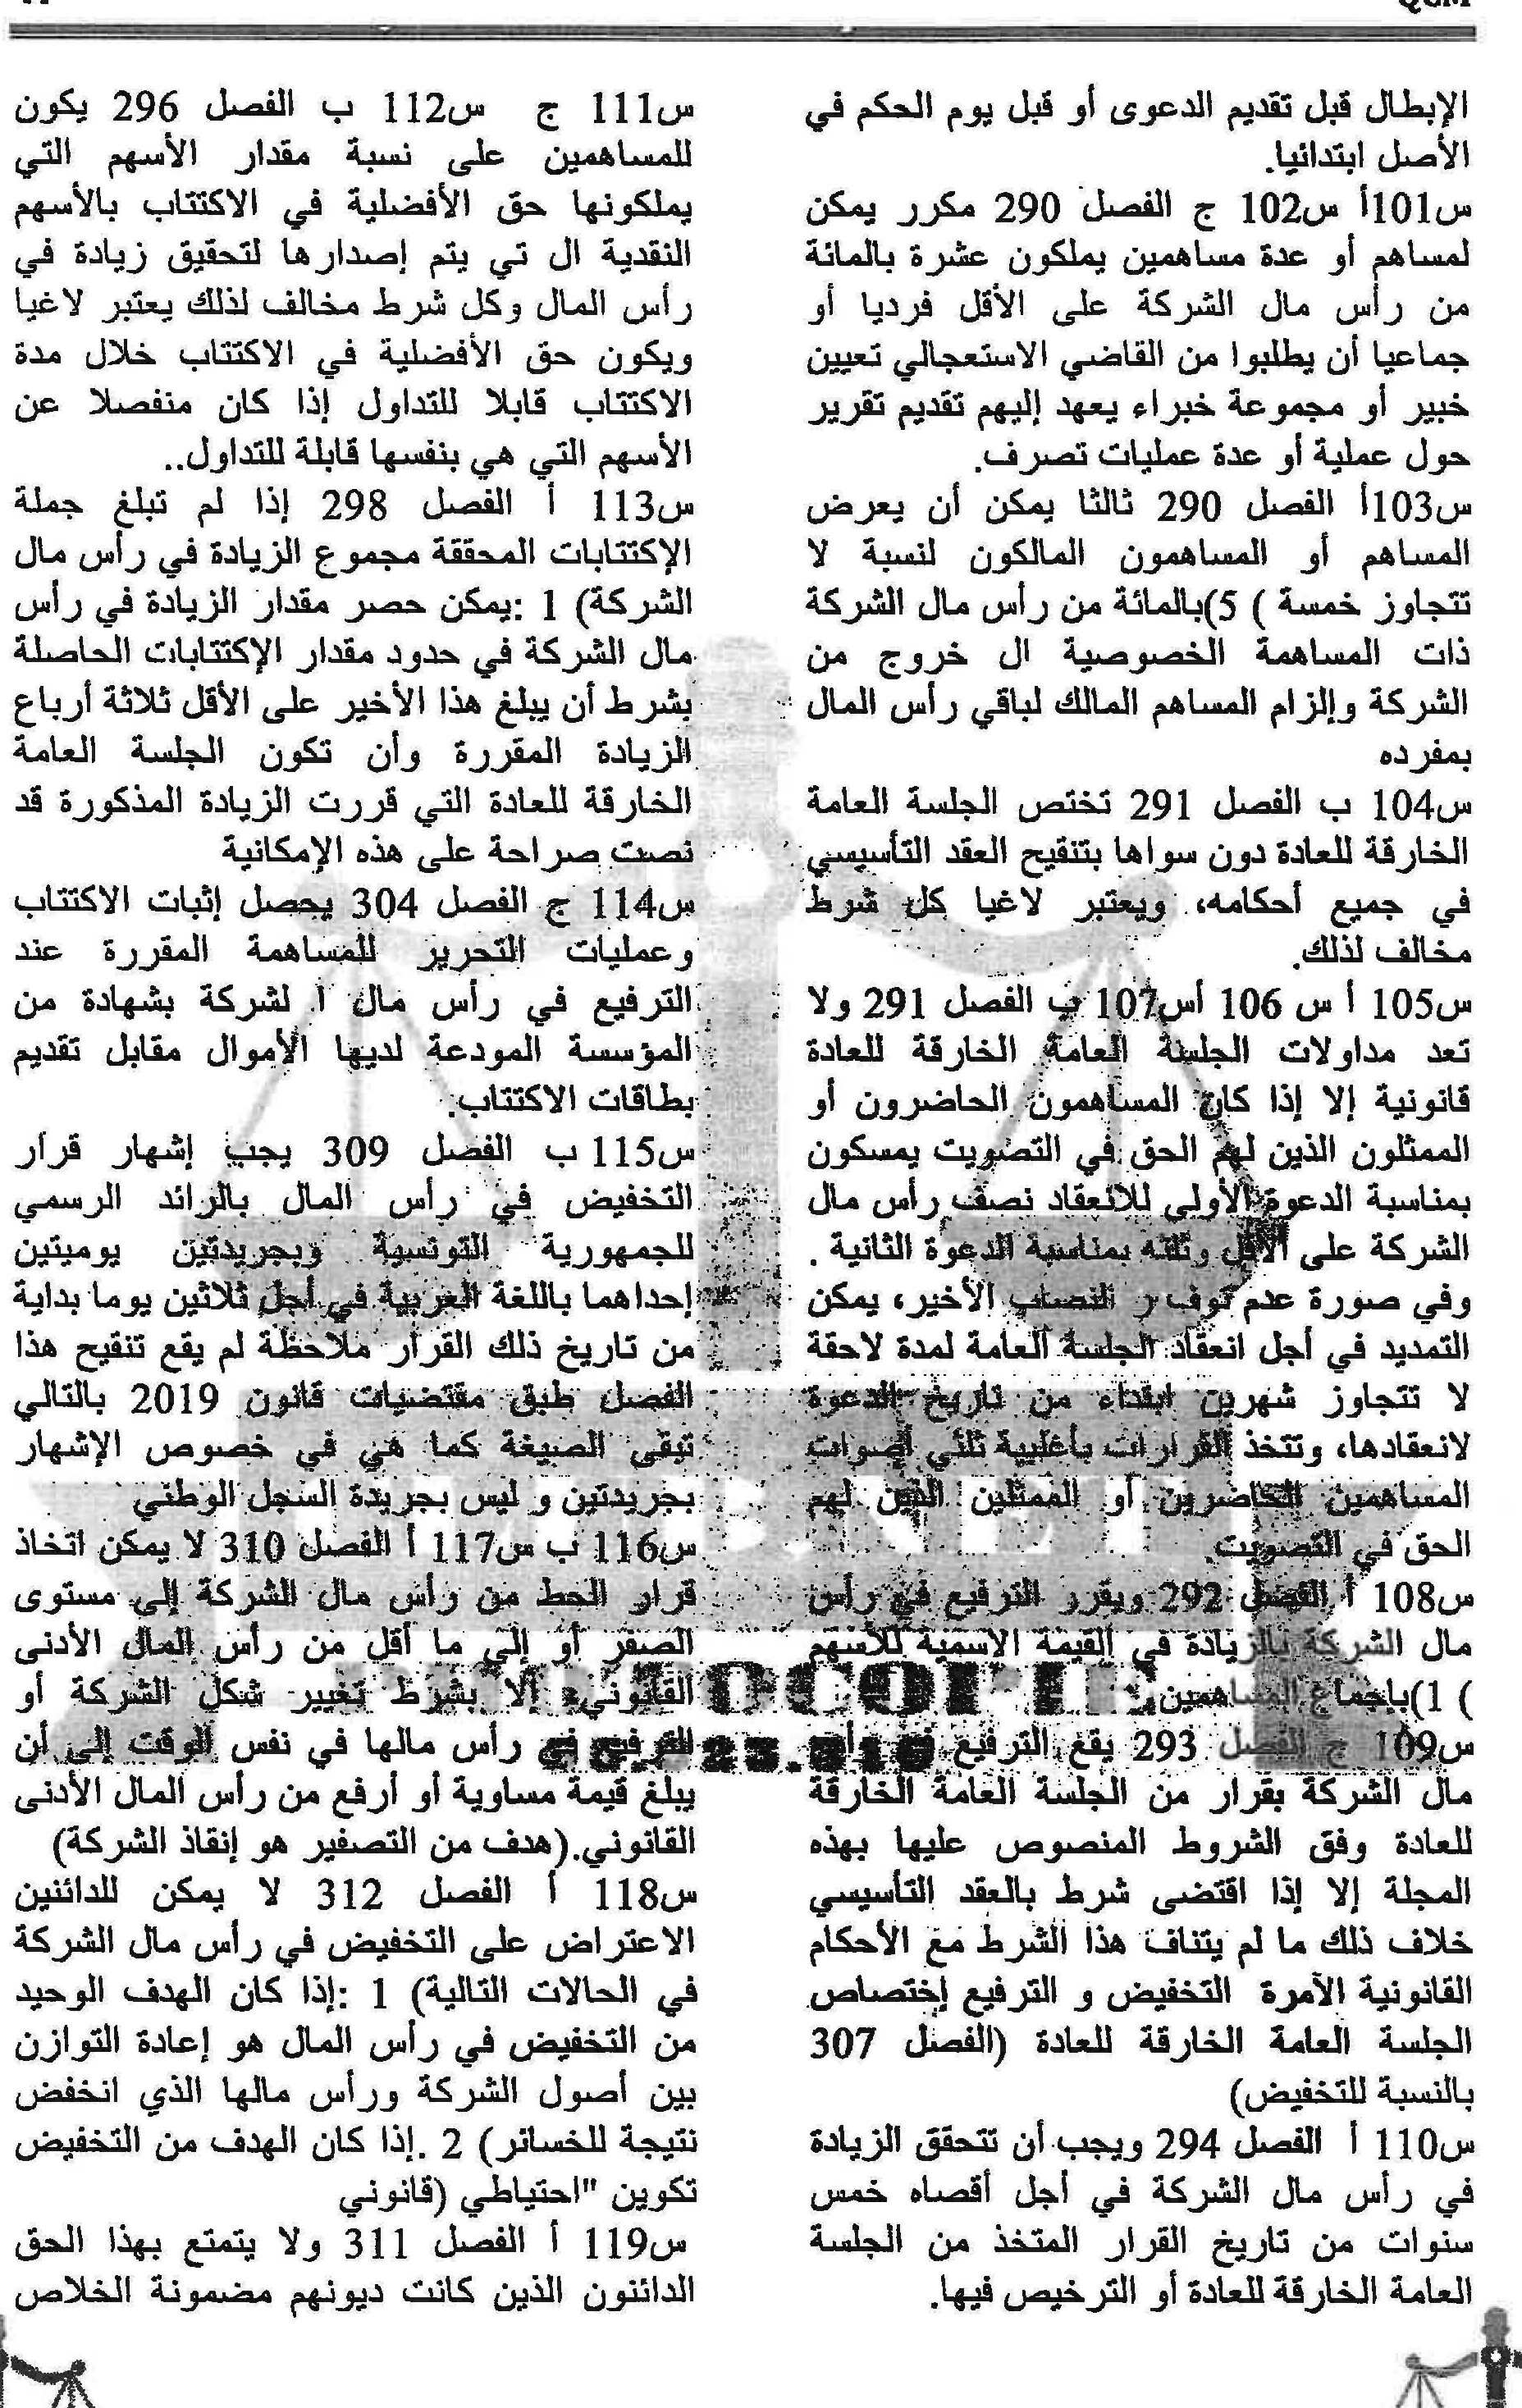 QCM
الإبطال قبل تقديم الدعوى أو قبل يوم الحكم في
الأصل ابتدائيا.
س101أ س102 ج الفصل 290 مكرر يمكن
لمساهم أو عدة مساهمين يملكون عشرة بالمائة
من رأس مال الشركة على الأقل فرديا أو
جماعيا أن يطلبوا من القاضي الاستعجالي تعيين
خبير أو مجموعة خبراء يعهد إليهم تقديم تقرير
حول عملية أو عدة عمليات تصرف.
س103أ الفصل 290 ثالثا يمكن أن يعرض
المساهم أو المساهمون المالكون لنسبة لا
تتجاوز خمسة ) 5)بالمائة من رأس مال الشركة
ذات المساهمة الخصوصية ال خروج من
الشركة وإلزام المساهم المالك لباقي رأس المال
بمفرده
س104 ب الفصل 291 تختص الجلسة العامة
الخارقة للعادة دون سواها بتنقيح العقد التأسيسي
في جميع أحكامه، ويعتبر لاغيا كل شرط
مخالف لذلك.
س105 أ س 106 أس107 ب الفصل 291 ولا
تعد مداولات الجلسة العامة الخارقة للعادة
قانونية إلا إذا كان المساهمون الحاضرون أو
الممثلون الذين لهم الحق في التصويت يمسكون
بمناسبة الدعوة الأولى للانعقاد نصف رأس مال
الشركة على الأقل وثلثه بمناسبة الدعوة الثانية .
وفي صورة عدم توف ر النصاب الأخير، يمكن
التمديد في أجل انعقاد الجلسة العامة لمدة لاحقة
لا تتجاوز شهرين ابتداء من تاريخ الدعوة
لانعقادها، وتتخذ القرارات بأغلبية ثلثي أصوات
المساهمين الحاضرين أو الممثلين الذين لهم
الحق في التصويت.
س108 أ الفصل 292 ويقرر الترفيع في رأس
مال الشركة بالزيادة في القيمة الاسمية للأسهم
) 1)بإجماع المساهمين.
س109 ج الفصل 293 يقع الترفيع في رأس
مال الشركة بقرار من الجلسة العامة الخارقة
للعادة وفق الشروط المنصوص عليها بهذه
المجلة إلا إذا اقتضى شرط بالعقد التأسيسي
خلاف ذلك ما لم يتناف هذا الشرط مع الأحكام
القانونية الآمرة التخفيض و الترفيع إختصاص
الجلسة العامة الخارقة للعادة (الفصل 307
بالنسبة للتخفيض)
س110 أ الفصل 294 ويجب أن تتحقق الزيادة
في رأس مال الشركة في أجل أقصاه خمس
سنوات من تاريخ القرار المتخذ من الجلسة
العامة الخارقة للعادة أو الترخيص فيها.
س111 ج س112 ب الفصل 296 يكون
للمساهمين على نسبة مقدار الأسهم التي
يملكونها حق الأفضلية في الاكتتاب بالأسهم
النقدية ال تي يتم إصدارها لتحقيق زيادة في
رأس المال وكل شرط مخالف لذلك يعتبر لاغيا
ويكون حق الأفضلية في الاكتتاب خلال مدة
الاكتتاب قابلا للتداول إذا كان منفصلا عن
الأسهم التي هي بنفسها قابلة للتداول..
س113 أ الفصل 298 إذا لم تبلغ جملة
الإكتتابات المحققة مجموع الزيادة في رأس مال
الشركة) 1 :يمكن حصر مقدار الزيادة في رأس
مال الشركة في حدود مقدار الإكتتابات الحاصلة
بشرط أن يبلغ هذا الأخير على الأقل ثلاثة أرباع
الزيادة المقررة وأن تكون الجلسة العامة
الخارقة للعادة التي قررت الزيادة المذكورة قد
نصت صراحة على هذه الإمكانية
س114 ج الفصل 304 يحصل إثبات الاكتتاب
وعمليات التحرير للمساهمة المقررة عند
الترفيع في رأس مال ا لشركة بشهادة من
المؤسسة المودعة لديها الأموال مقابل تقديم
بطاقات الاكتتاب.
س115 ب الفصل 309 يجب إشهار قرار
التخفيض في رأس المال بالرائد الرسمي
للجمهورية التونسية وبجريدتين يوميتين
إحداهما باللغة العربية في أجل ثلاثين يوما بداية
من تاريخ ذلك القرار ملاحظة لم يقع تنقيح هذا
الفصل طبق مقتضيات قانون 2019 بالتالي
تبقى الصيغة كما هي في خصوص الإشهار
بجريدتين و ليس بجريدة السجل الوطني
س116 ب س117 أ الفصل 310 لا يمكن اتخاذ
قرار الحط من رأس مال الشركة إلى مستوى
الصفر أو إلى ما أقل من رأس المال الأدنى
القانوني، إلا بشرط تغيير شكل الشركة أو
الترفيع في رأس مالها في نفس الوقت إلى أن
يبلغ قيمة مساوية أو أرفع من رأس المال الأدنى
القانوني.(هدف من التصفير هو إنقاذ الشركة)
س118 أ الفصل 312 لا يمكن للدائنين
الاعتراض على التخفيض في رأس مال الشركة
في الحالات التالية) 1 :إذا كان الهدف الوحيد
من التخفيض في رأس المال هو إعادة التوازن
بين أصول الشركة ورأس مالها الذي انخفض
نتيجة للخسائر) 2 .إذا كان الهدف من التخفيض
تكوين "احتياطي (قانوني
س119 أ الفصل 311 ولا يتمتع بهذا الحق
الدائنون الذين كانت ديونهم مضمونة الخلاص